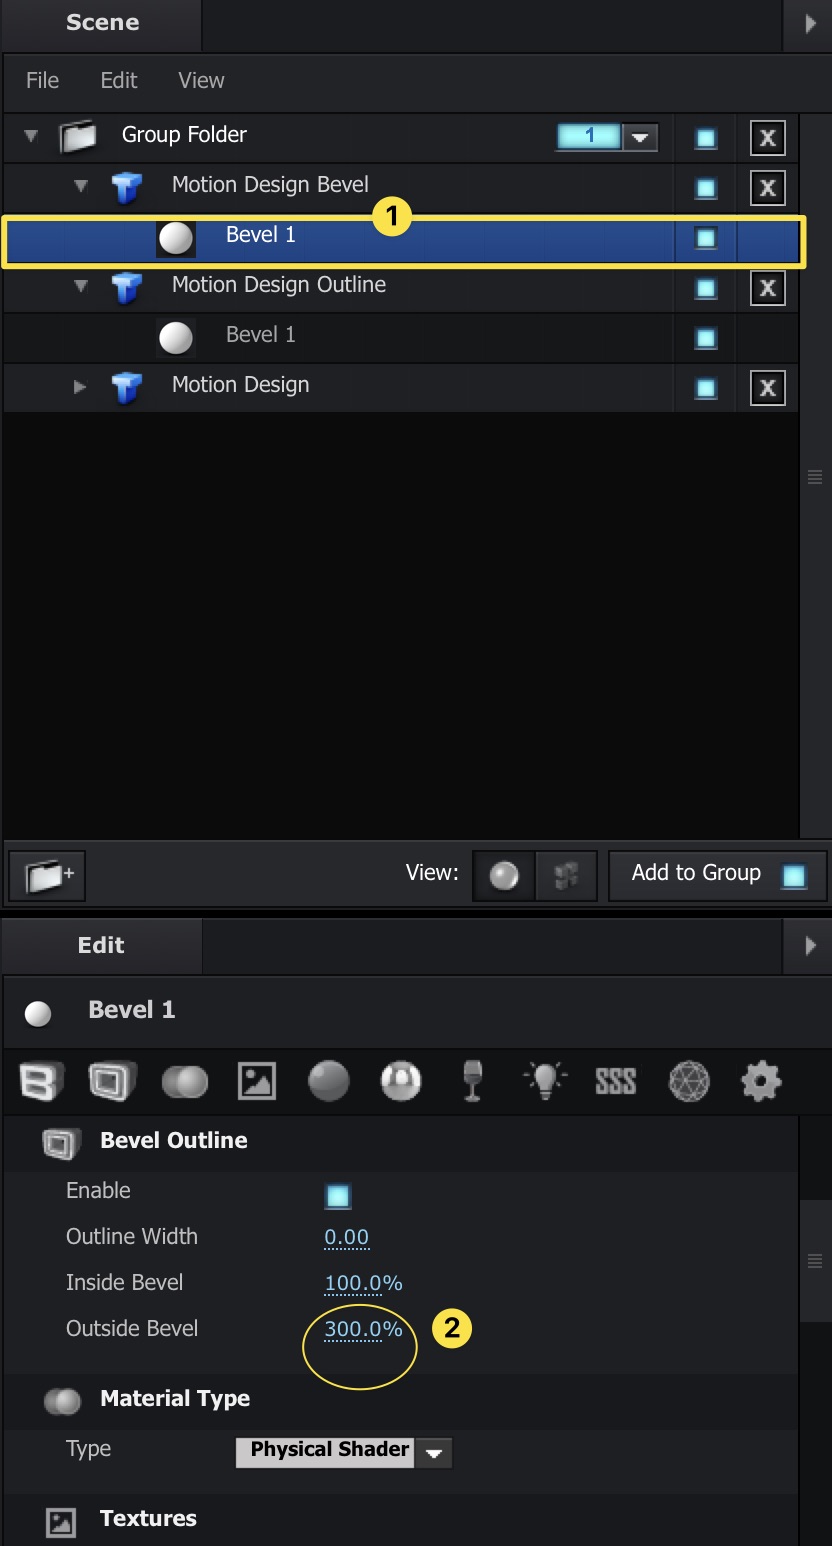 Scene
File Edit View
Group Folder 1 X
Motion Design Bevel X
1
Bevel 1
Motion Design Outline X
Bevel 1
Motion Design X
+ View: Add to Group
Edit
Bevel 1
B SSS
Bevel Outline
Enable
Outline Width 0.00
Inside Bevel 100.0%
Outside Bevel 300.0% 2
Material Type
Type Physical Shader
Textures